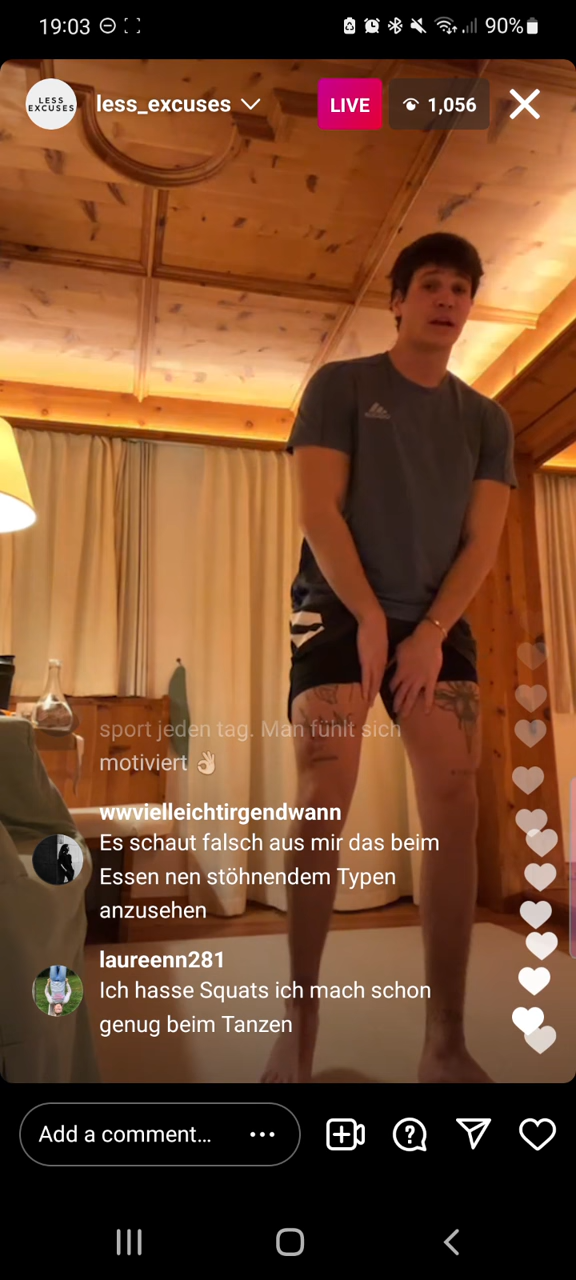 19:03
90%
LESS
EXCUSES
less_excuses
LIVE
1,056
sport jeden tag. Man fühlt sich
motiviert 👌🏼
wwvielleichtirgendwann
Es schaut falsch aus mir das beim
Essen nen stöhnendem Typen
anzusehen
laureenn281
Ich hasse Squats ich mach schon
genug beim Tanzen
Add a comment...